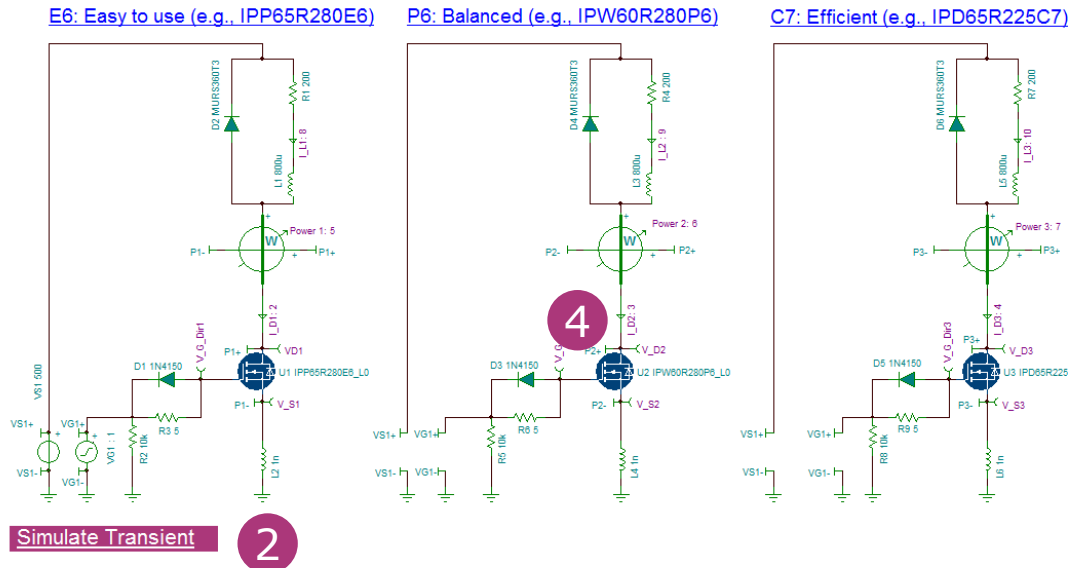 E6: Easy to use (e.g., IPP65R280E6)
P6: Balanced (e.g., IPW60R280P6)
C7: Efficient (e.g., IPD65R225C7)
D2 MURS360T3
R1 200
I_L1: 8
L1 800u
W
Power 1: 5
P1-
P1+
I_D1: 2
V_G_Dir1
P1+
VD1
D1 1N4150
U1 IPP65R280E6_L0
P1-
V_S1
R3 5
R2 10k
L2 1n
VS1 600
VS1+
VS1-
VG1+
VG1 : 1
VG1-
D4 MURS360T3
R4 200
I_L2 : 9
L3 800u
W
Power 2: 6
P2-
P2+
I_D2: 3
4
V_G
P2+
V_D2
D3 1N4150
U2 IPW60R280P6_L0
P2-
V_S2
R6 5
R5 10k
L4 1n
VS1+
VG1+
VS1-
VG1-
D6 MURS360T3
R7 200
I_L3: 10
L5 800u
W
Power 3: 7
P3-
P3+
I_D3: 4
V_G_Dir3
P3+
V_D3
D5 1N4150
U3 IPD65R225
P3-
V_S3
R9 5
R8 10k
L6 1n
VS1+
VG1+
VS1-
VG1-
Simulate Transient
2